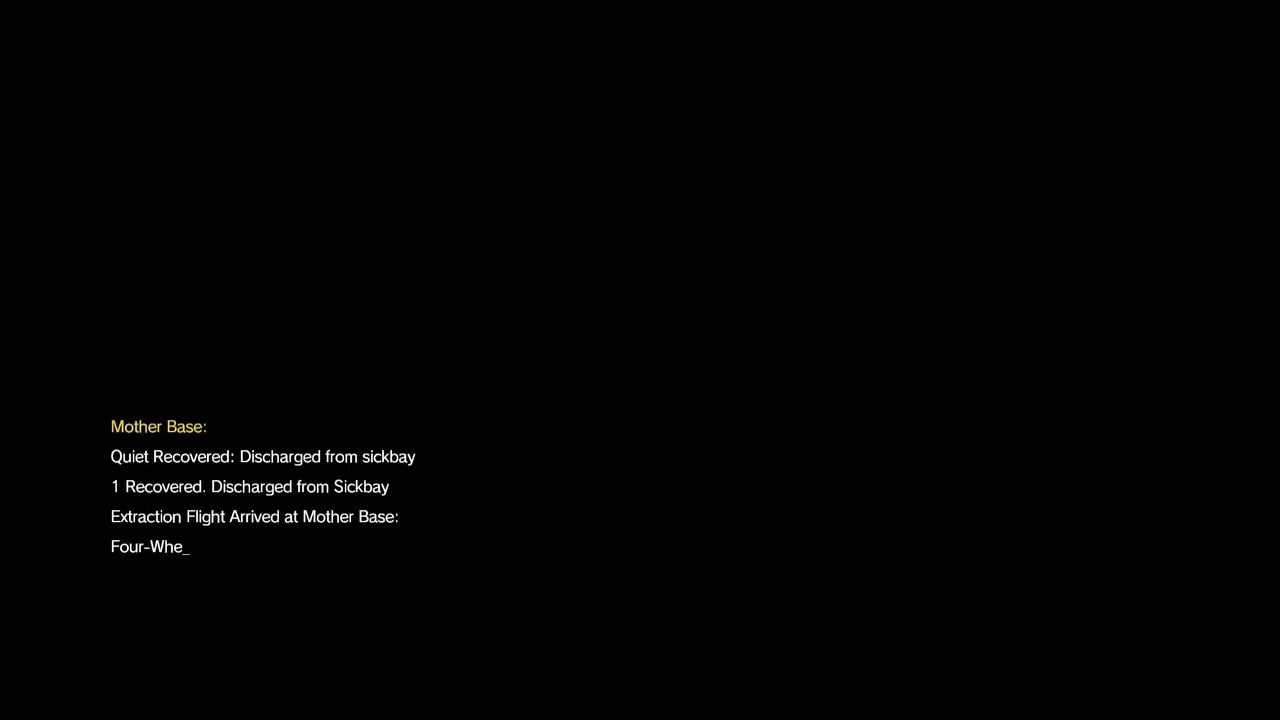 Mother Base:
Quiet Recovered: Discharged from sickbay
1 Recovered. Discharged from Sickbay
Extraction Flight Arrived at Mother Base:
Four-Whe_